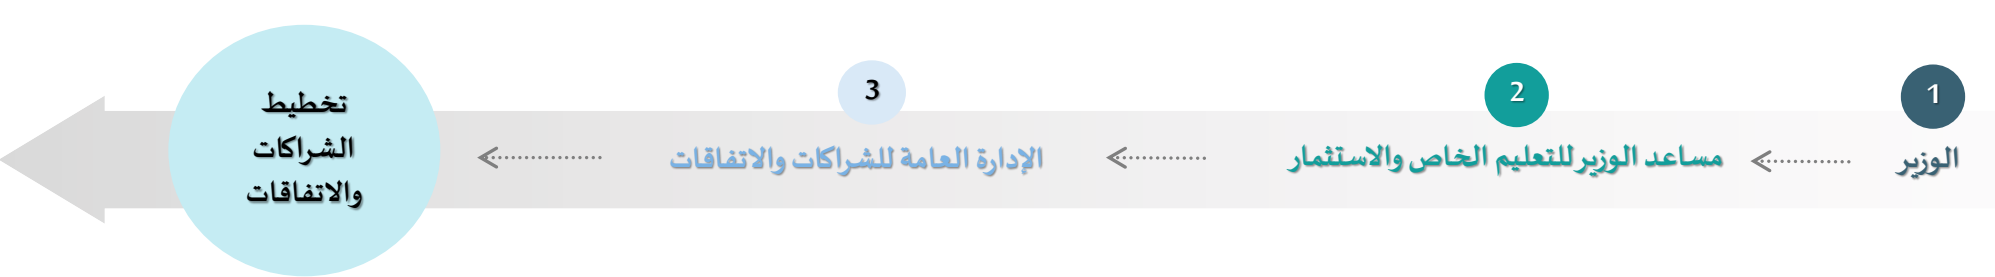 1
الوزير
2
مساعد الوزير للتعليم الخاص والاستثمار
3
الإدارة العامة للشراكات والاتفاقات
تخطيط
الشراكات
والاتفاقات